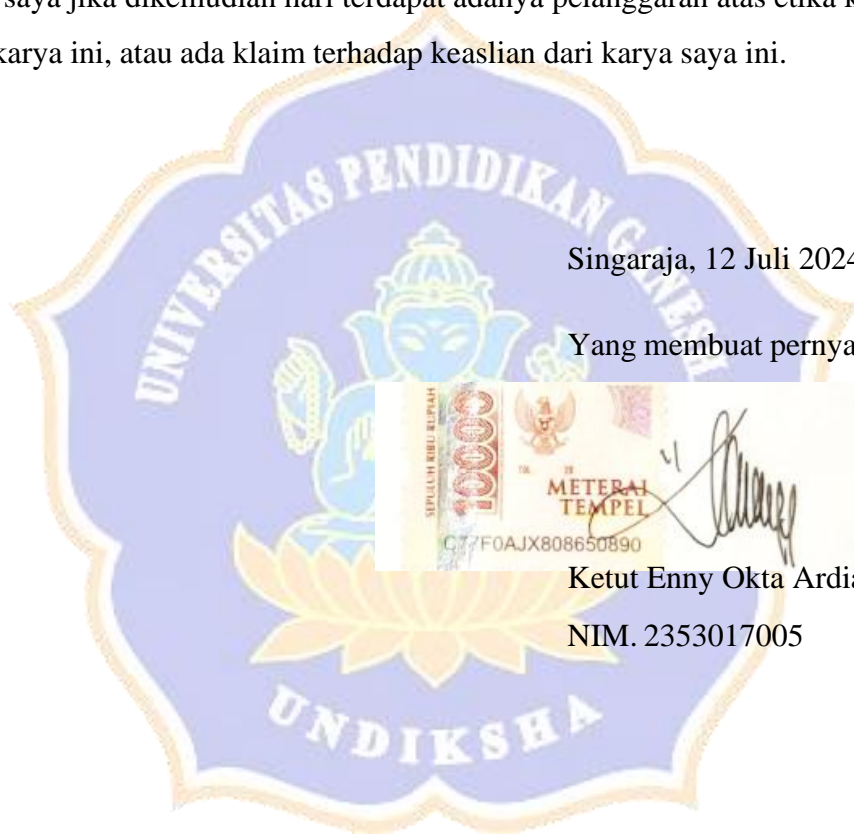 saya jika dikemudian hari terdapat adanya pelanggaran atas etika
karya ini, atau ada klaim terhadap keaslian dari karya saya ini.
UNIVERSITAS PENDIDIKAN GANESH
Singaraja, 12 Juli 2024
Yang membuat pernya
SEPULUH RIBU RUPIAH
10000
METERAI
TEMPEL
C77F0AJX808650890
Ketut Enny Okta Ardia
NIM. 2353017005
UNDIKSHA